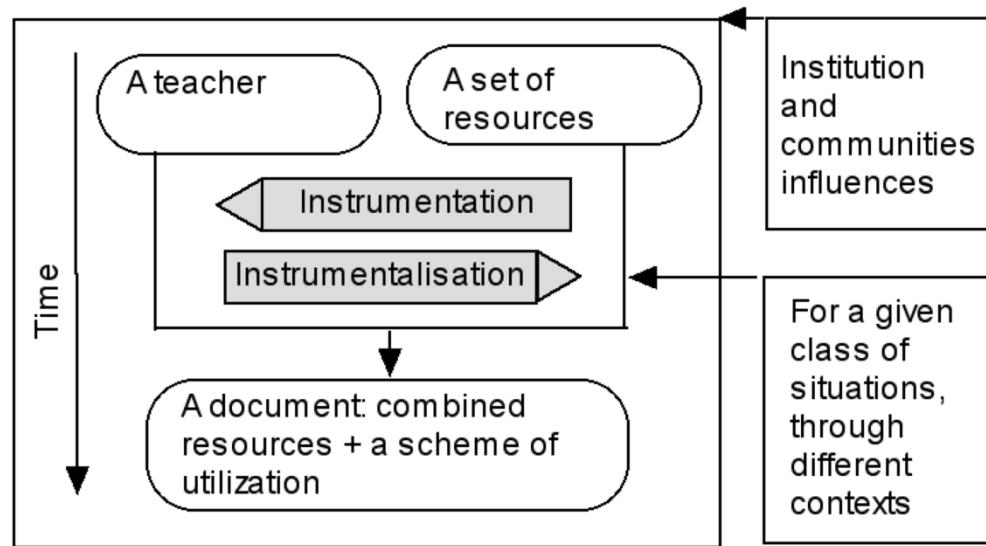 A teacher
A set of
resources
Institution
and
communities
influences
Instrumentation
Instrumentalisation
Time
For a given
class of
situations,
through
different
contexts
A document: combined
resources + a scheme of
utilization